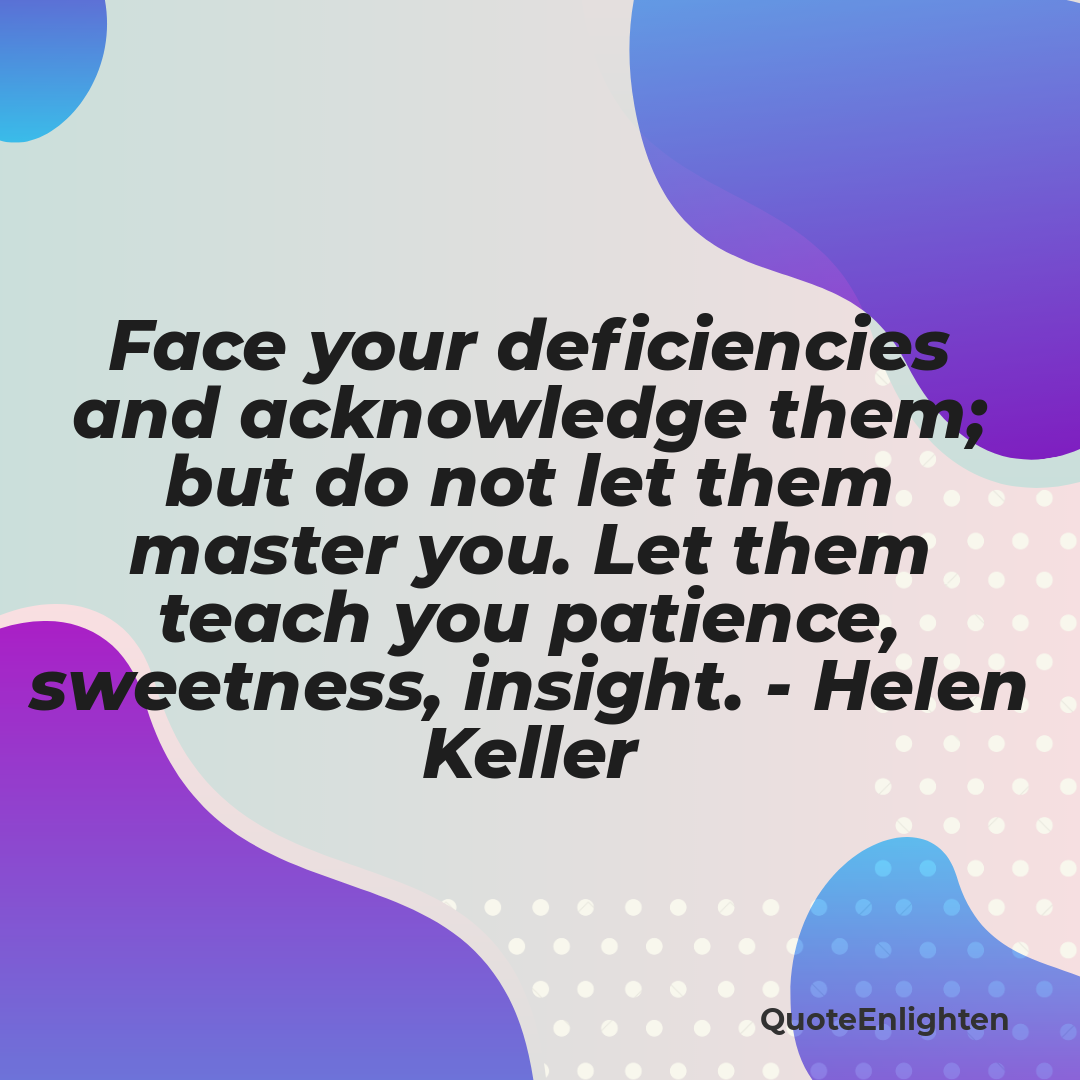 Face your deficiencies
and acknowledge them;
but do not let them
master you. Let them
teach you patience,
sweetness, insight. - Helen
Keller
QuoteEnlighten